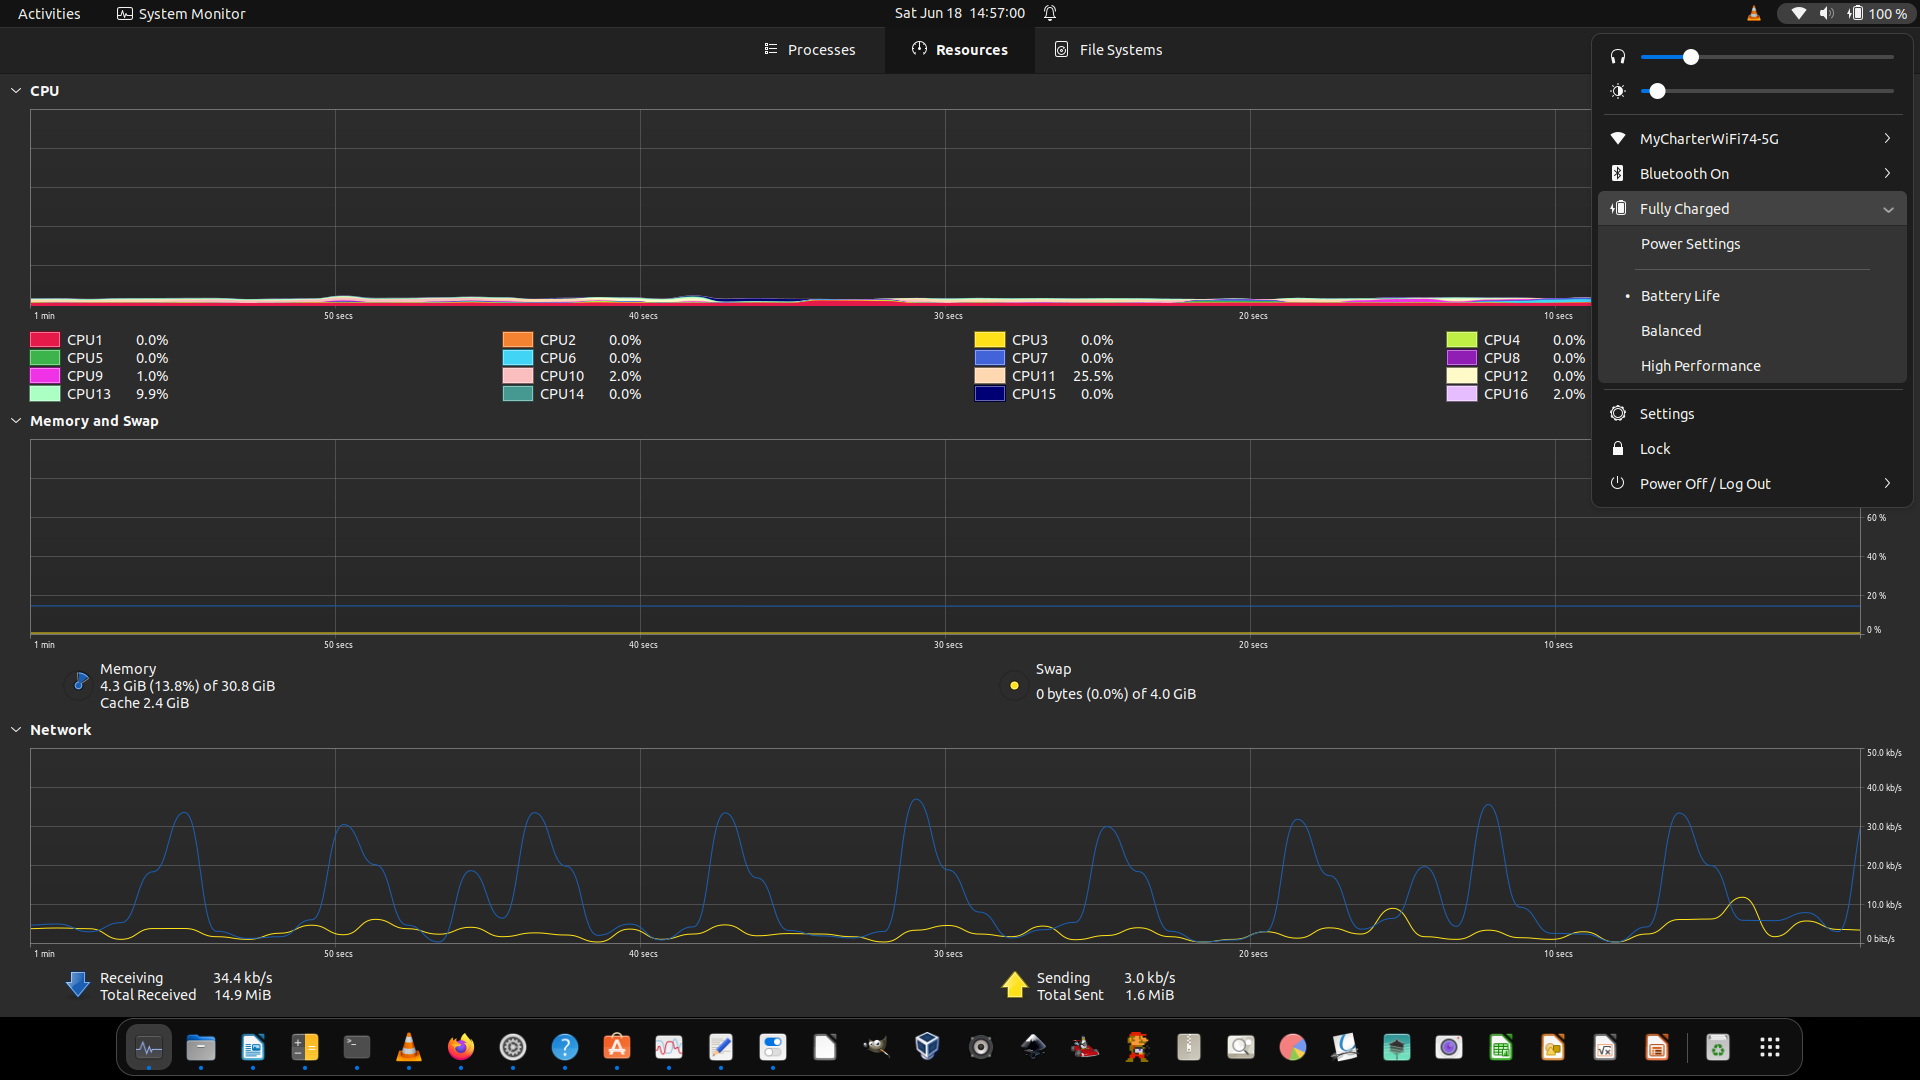 Activities System Monitor Sat Jun 18 14:57:00 100 %
Processes Resources File Systems
CPU
1 min 50 secs 40 secs 30 secs 20 secs 10 secs
CPU1 0.0% CPU2 0.0% CPU3 0.0% CPU4 0.0%
CPU5 0.0% CPU6 0.0% CPU7 0.0% CPU8 0.0%
CPU9 1.0% CPU10 2.0% CPU11 25.5% CPU12 0.0%
CPU13 9.9% CPU14 0.0% CPU15 0.0% CPU16 2.0%
MyCharterWiFi74-5G
Bluetooth On
Fully Charged
Power Settings
• Battery Life
Balanced
High Performance
Settings
Lock
Power Off / Log Out
Memory and Swap
60 %
40 %
20 %
0 %
1 min 50 secs 40 secs 30 secs 20 secs 10 secs
Memory
4.3 GiB (13.8%) of 30.8 GiB
Cache 2.4 GiB
Swap
0 bytes (0.0%) of 4.0 GiB
Network
50.0 kb/s
40.0 kb/s
30.0 kb/s
20.0 kb/s
10.0 kb/s
0 bits/s
1 min 50 secs 40 secs 30 secs 20 secs 10 secs
Receiving 34.4 kb/s
Total Received 14.9 MiB
Sending 3.0 kb/s
Total Sent 1.6 MiB